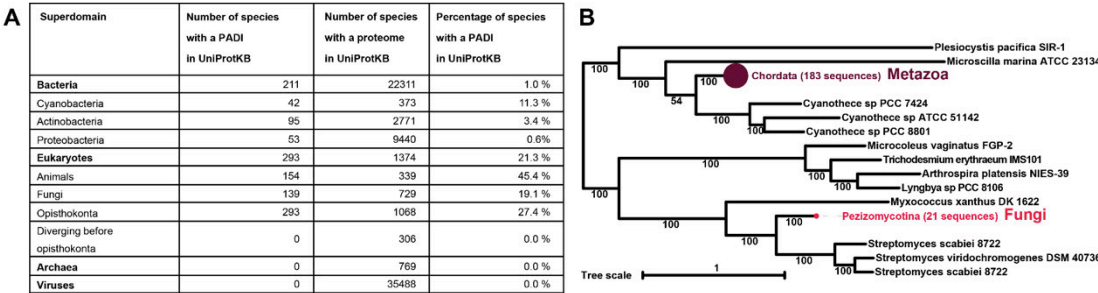 A
Superdomain Number of species with a PADI in UniProtKB Number of species with a proteome in UniProtKB Percentage of species with a PADI in UniProtKB
Bacteria 211 22311 1.0 %
Cyanobacteria 42 373 11.3 %
Actinobacteria 95 2771 3.4 %
Proteobacteria 53 9440 0.6%
Eukaryotes 293 1374 21.3 %
Animals 154 339 45.4 %
Fungi 139 729 19.1 %
Opisthokonta 293 1068 27.4 %
Diverging before opisthokonta 0 306 0.0 %
Archaea 0 769 0.0 %
Viruses 0 35488 0.0 %
B
Plesiocystis pacifica SIR-1
Microscilla marina ATCC 23134
100
100
Chordata (183 sequences) Metazoa
100
54
Cyanothece sp PCC 7424
Cyanothece sp ATCC 51142
100
100
Cyanothece sp PCC 8801
Microcoleus vaginatus FGP-2
100
Trichodesmium erythraeum IMS101
100
Arthrospira platensis NIES-39
100
Lyngbya sp PCC 8106
Myxococcus xanthus DK 1622
100
Pezizomycotina (21 sequences) Fungi
100
100
Streptomyces scabiei 8722
100
Streptomyces viridochromogenes DSM 40736
100
100
Streptomyces scabiei 8722
Tree scale 1